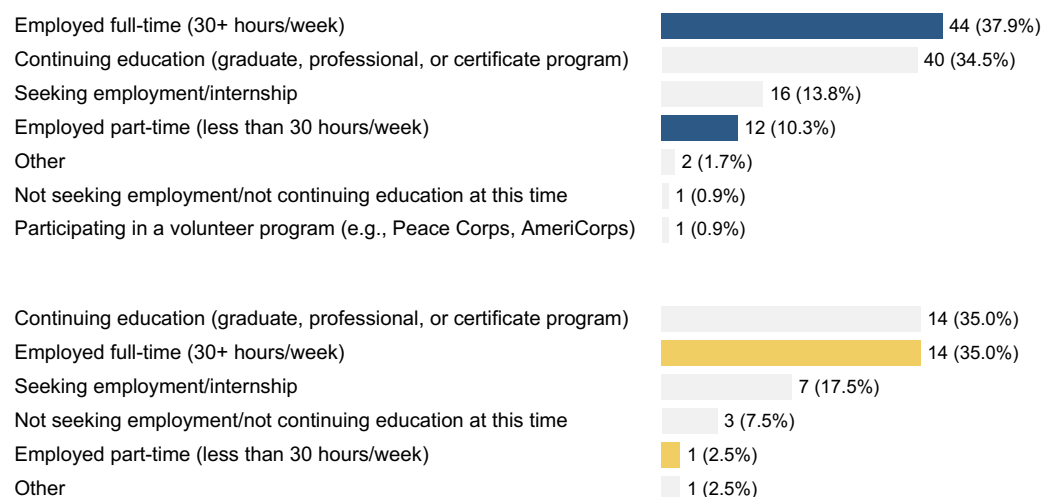 Employed full-time (30+ hours/week) 44 (37.9%)
Continuing education (graduate, professional, or certificate program) 40 (34.5%)
Seeking employment/internship 16 (13.8%)
Employed part-time (less than 30 hours/week) 12 (10.3%)
Other 2 (1.7%)
Not seeking employment/not continuing education at this time 1 (0.9%)
Participating in a volunteer program (e.g., Peace Corps, AmeriCorps) 1 (0.9%)
Continuing education (graduate, professional, or certificate program) 14 (35.0%)
Employed full-time (30+ hours/week) 14 (35.0%)
Seeking employment/internship 7 (17.5%)
Not seeking employment/not continuing education at this time 3 (7.5%)
Employed part-time (less than 30 hours/week) 1 (2.5%)
Other 1 (2.5%)